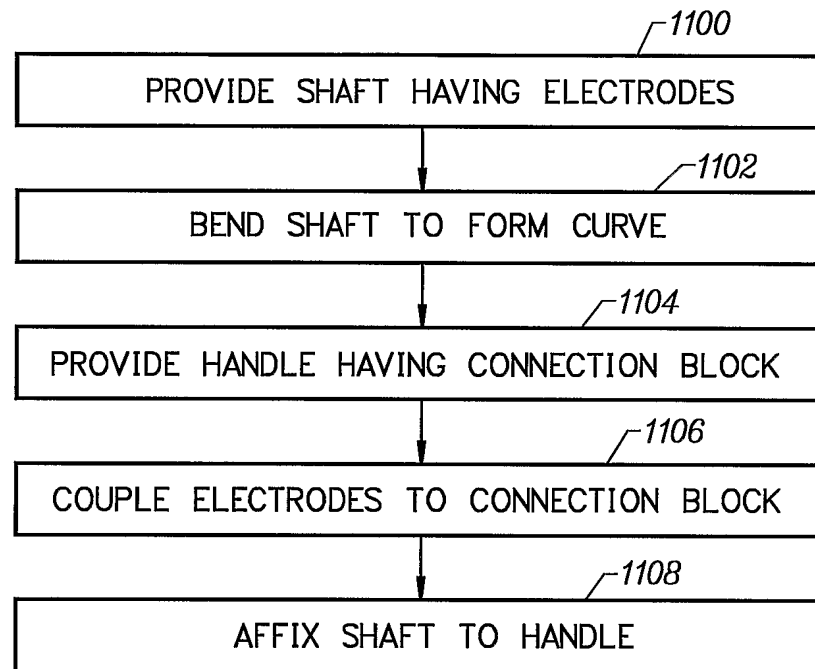 1100
PROVIDE SHAFT HAVING ELECTRODES
1102
BEND SHAFT TO FORM CURVE
1104
PROVIDE HANDLE HAVING CONNECTION BLOCK
1106
COUPLE ELECTRODES TO CONNECTION BLOCK
1108
AFFIX SHAFT TO HANDLE